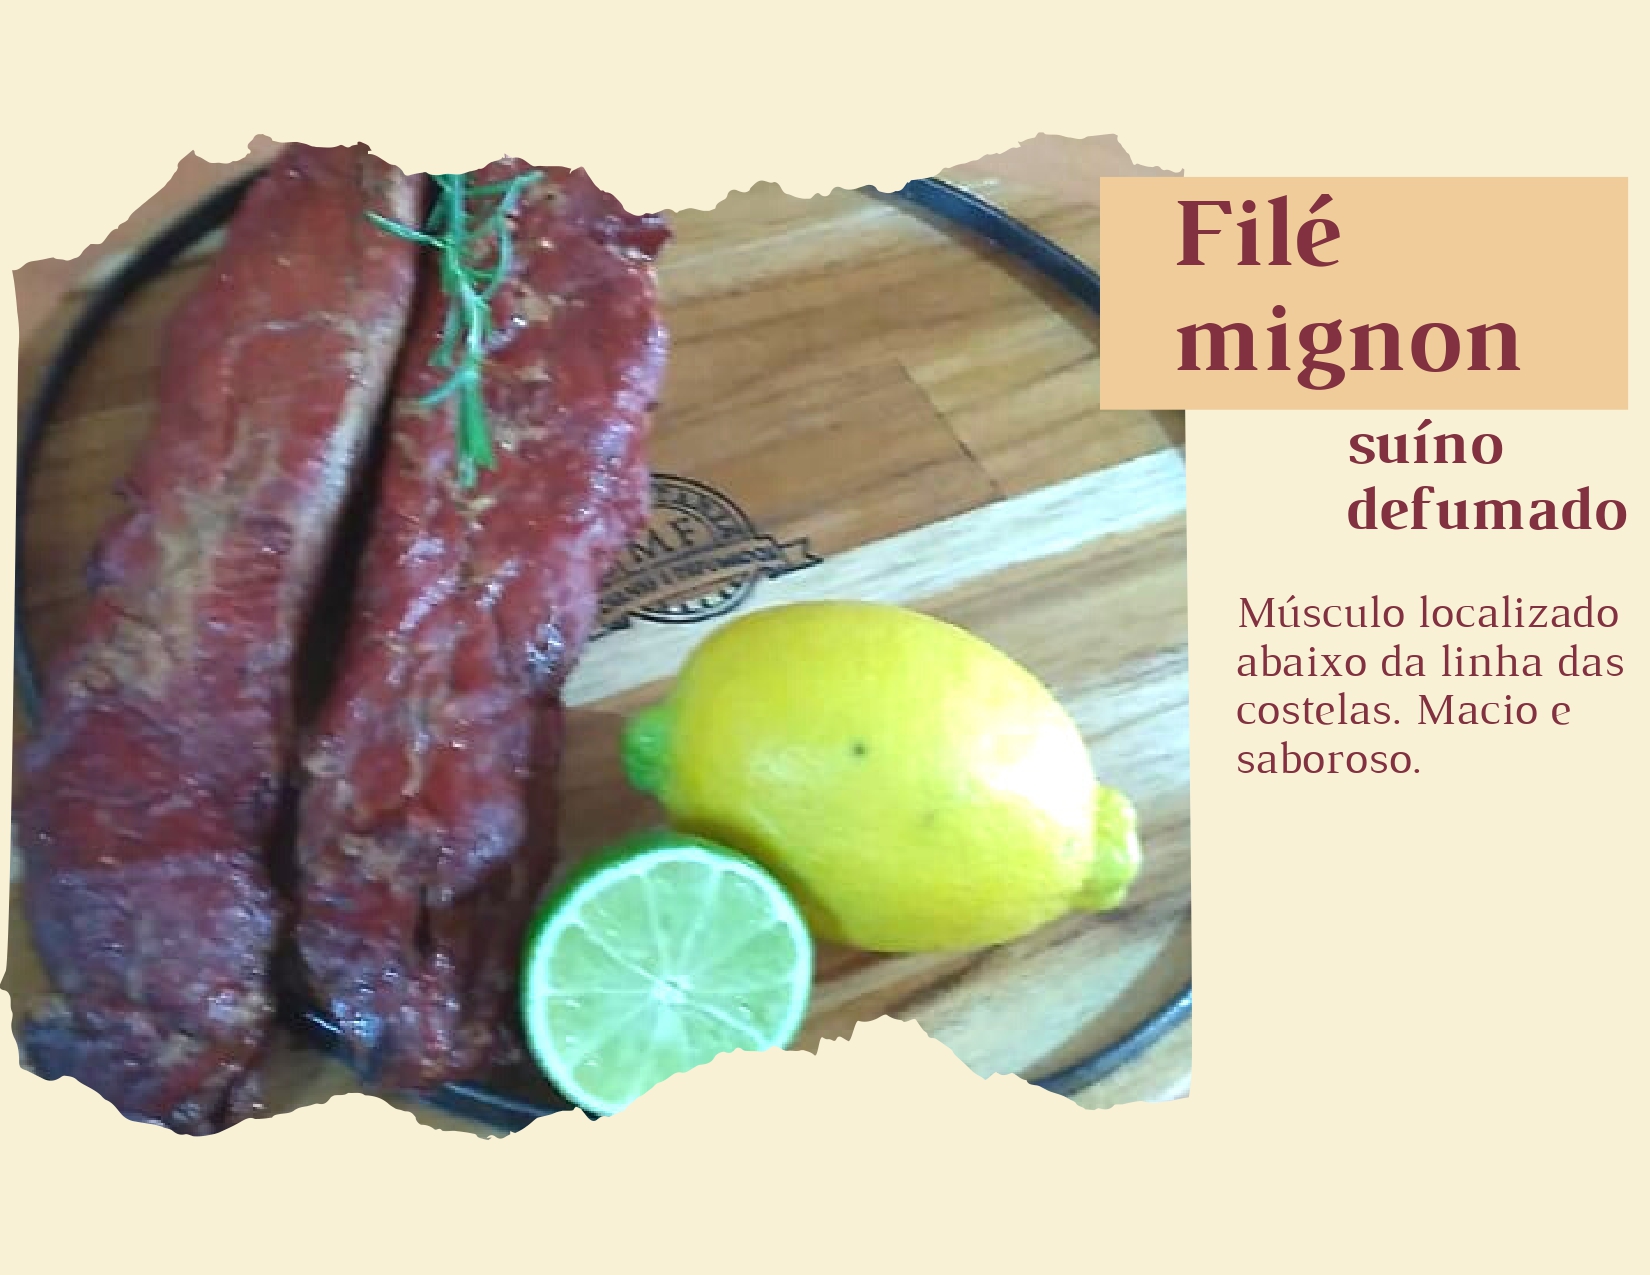 Filé
mignon
suíno
defumado
Músculo localizado
abaixo da linha das
costelas. Macio e
saboroso.